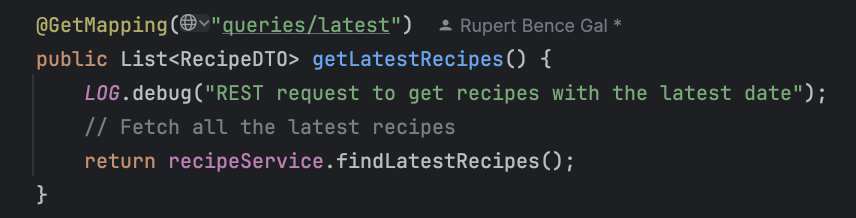 @GetMapping("queries/latest") Rupert Bence Gal *
public List<RecipeDTO> getLatestRecipes() {
LOG.debug("REST request to get recipes with the latest date");
// Fetch all the latest recipes
return recipeService.findLatestRecipes();
}